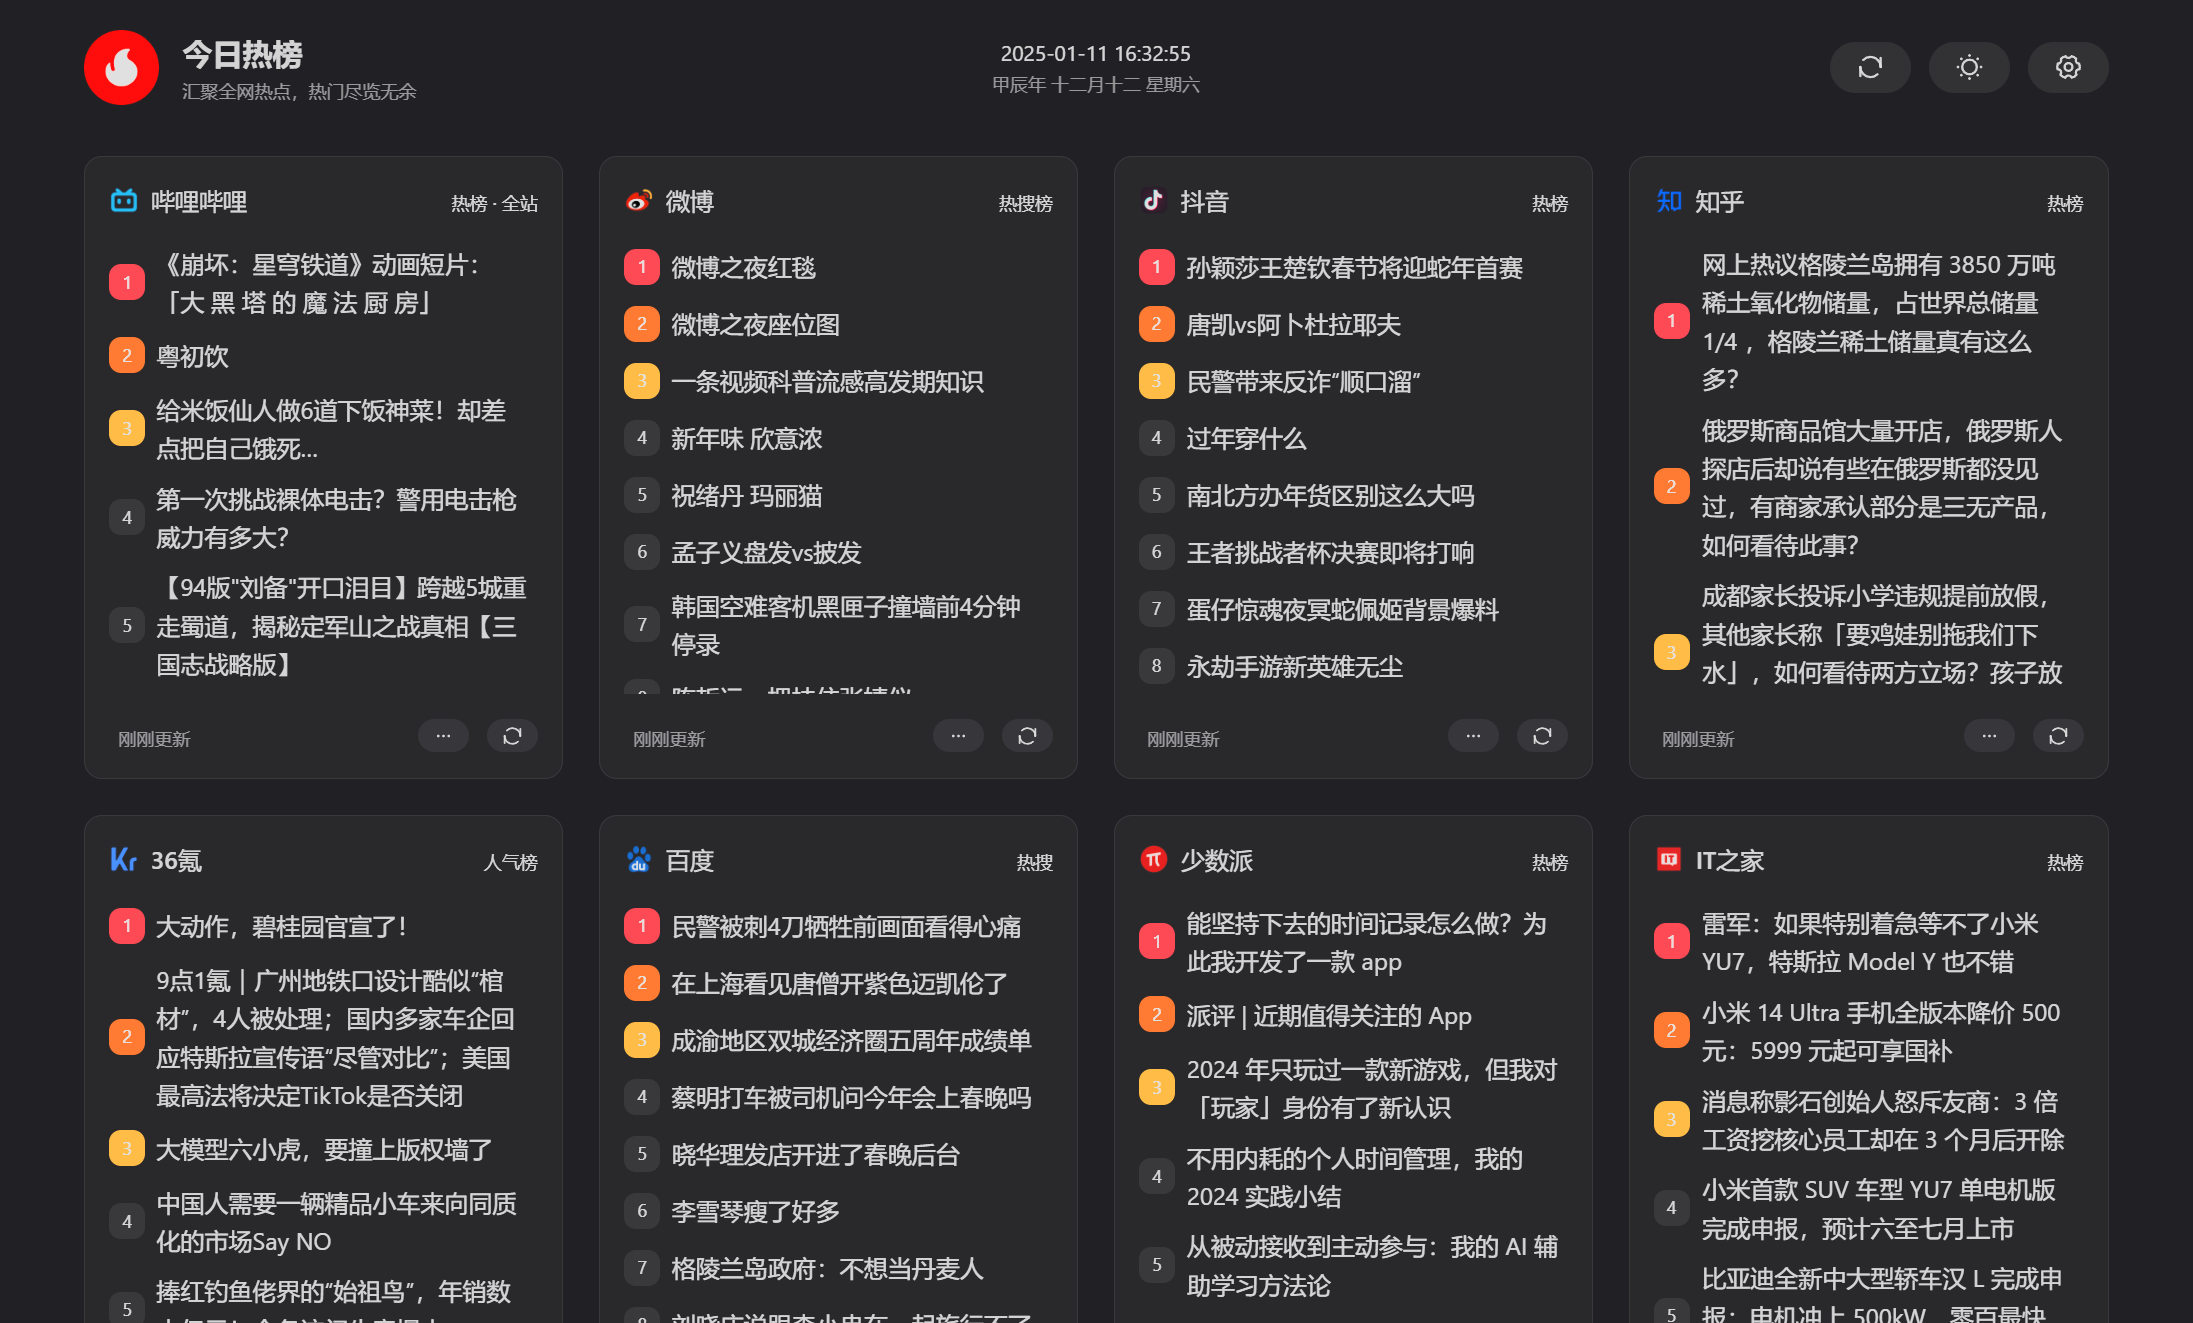 今日热榜
汇聚全网热点，热门尽览无余
2025-01-11 16:32:55
甲辰年 十二月十二 星期六
哔哩哔哩
热榜 · 全站
1
《崩坏：星穹铁道》动画短片：
「大 黑 塔 的 魔 法 厨 房」
2
粤初饮
3
给米饭仙人做6道下饭神菜！却差
点把自己饿死...
4
第一次挑战裸体电击？警用电击枪
威力有多大？
5
【94版"刘备"开口泪目】跨越5城重
走蜀道，揭秘定军山之战真相【三
国志战略版】
刚刚更新
微博
热搜榜
1
微博之夜红毯
2
微博之夜座位图
3
一条视频科普流感高发期知识
4
新年味 欣意浓
5
祝绪丹 玛丽猫
6
孟子义盘发vs披发
7
韩国空难客机黑匣子撞墙前4分钟
停录
刚刚更新
抖音
热榜
1
孙颖莎王楚钦春节将迎蛇年首赛
2
唐凯vs阿卜杜拉耶夫
3
民警带来反诈“顺口溜”
4
过年穿什么
5
南北方办年货区别这么大吗
6
王者挑战者杯决赛即将打响
7
蛋仔惊魂夜冥蛇佩姬背景爆料
8
永劫手游新英雄无尘
刚刚更新
知 知乎
热榜
1
网上热议格陵兰岛拥有 3850 万吨
稀土氧化物储量，占世界总储量
1/4 ，格陵兰稀土储量真有这么
多？
2
俄罗斯商品馆大量开店，俄罗斯人
探店后却说有些在俄罗斯都没见
过，有商家承认部分是三无产品，
如何看待此事？
3
成都家长投诉小学违规提前放假，
其他家长称「要鸡娃别拖我们下
水」，如何看待两方立场？孩子放
刚刚更新
Kr 36氪
人气榜
1
大动作，碧桂园官宣了！
2
9点1氪｜广州地铁口设计酷似“棺
材”，4人被处理；国内多家车企回
应特斯拉宣传语“尽管对比”；美国
最高法将决定TikTok是否关闭
3
大模型六小虎，要撞上版权墙了
4
中国人需要一辆精品小车来向同质
化的市场Say NO
5
捧红钓鱼佬界的“始祖鸟”，年销数
du 百度
热搜
1
民警被刺4刀牺牲前画面看得心痛
2
在上海看见唐僧开紫色迈凯伦了
3
成渝地区双城经济圈五周年成绩单
4
蔡明打车被司机问今年会上春晚吗
5
晓华理发店开进了春晚后台
6
李雪琴瘦了好多
7
格陵兰岛政府：不想当丹麦人
π 少数派
热榜
1
能坚持下去的时间记录怎么做？为
此我开发了一款 app
2
派评 | 近期值得关注的 App
3
2024 年只玩过一款新游戏，但我对
「玩家」身份有了新认识
4
不用内耗的个人时间管理，我的
2024 实践小结
5
从被动接收到主动参与：我的 AI 辅
助学习方法论
IT IT之家
热榜
1
雷军：如果特别着急等不了小米
YU7，特斯拉 Model Y 也不错
2
小米 14 Ultra 手机全版本降价 500
元：5999 元起可享国补
3
消息称影石创始人怒斥友商：3 倍
工资挖核心员工却在 3 个月后开除
4
小米首款 SUV 车型 YU7 单电机版
完成申报，预计六至七月上市
5
比亚迪全新中大型轿车汉 L 完成申
报：电机冲上 500kW，零百最快